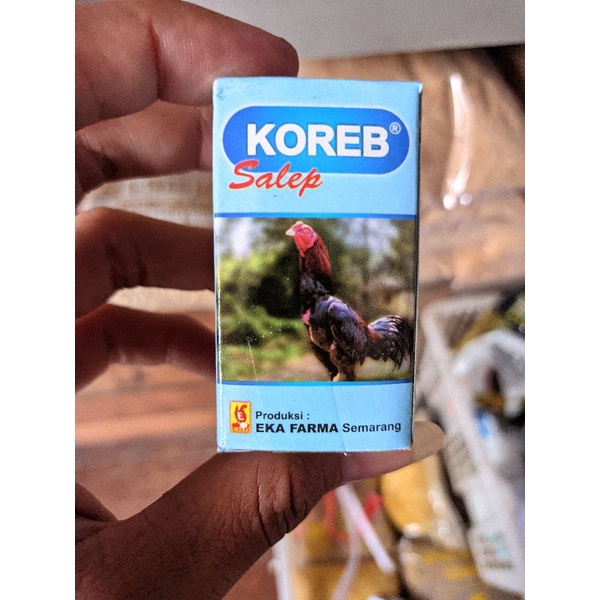 KOREB®
Salep
Produksi :
EKA FARMA Semarang